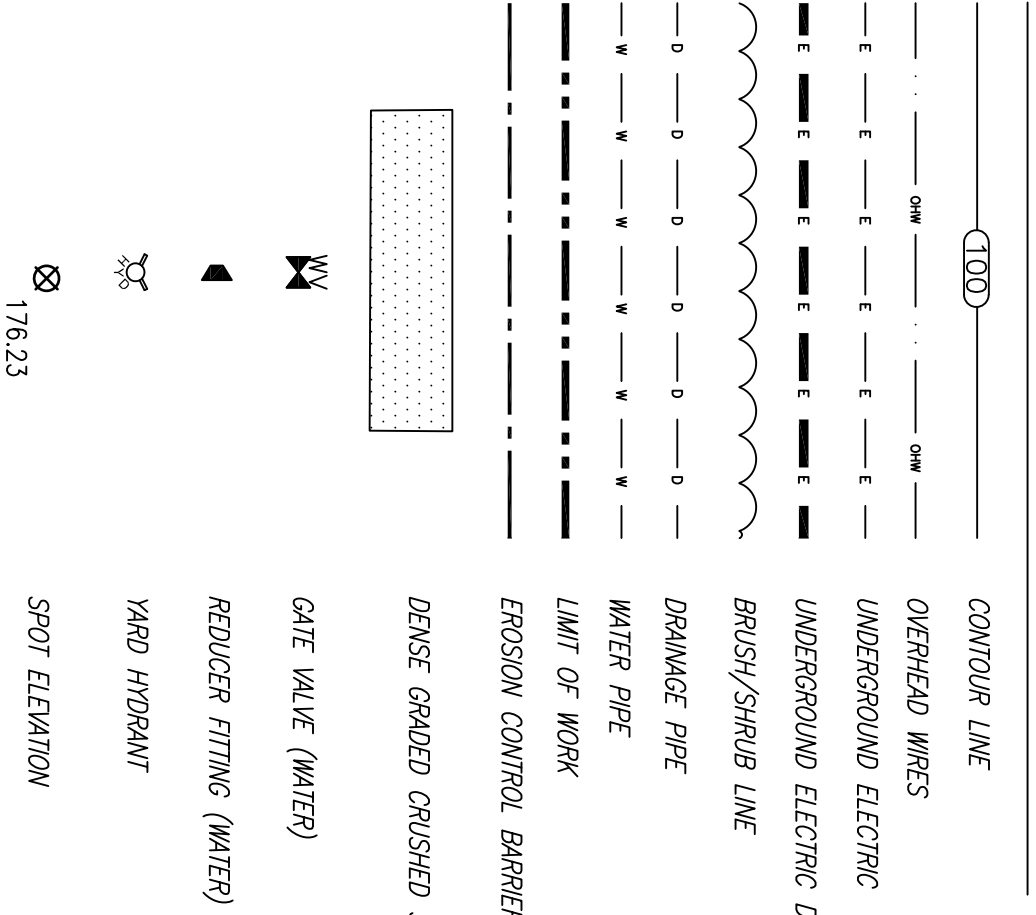 100 CONTOUR LINE
OHW OHW OVERHEAD WIRES
E E E E E E UNDERGROUND ELECTRIC
E E E E E E UNDERGROUND ELECTRIC
BRUSH/SHRUB LINE
D D D D D D DRAINAGE PIPE
W W W W W W WATER PIPE
LIMIT OF WORK
EROSION CONTROL BARRIER
DENSE GRADED CRUSHED
WV GATE VALVE (WATER)
REDUCER FITTING (WATER)
HYD YARD HYDRANT
SPOT ELEVATION
176.23